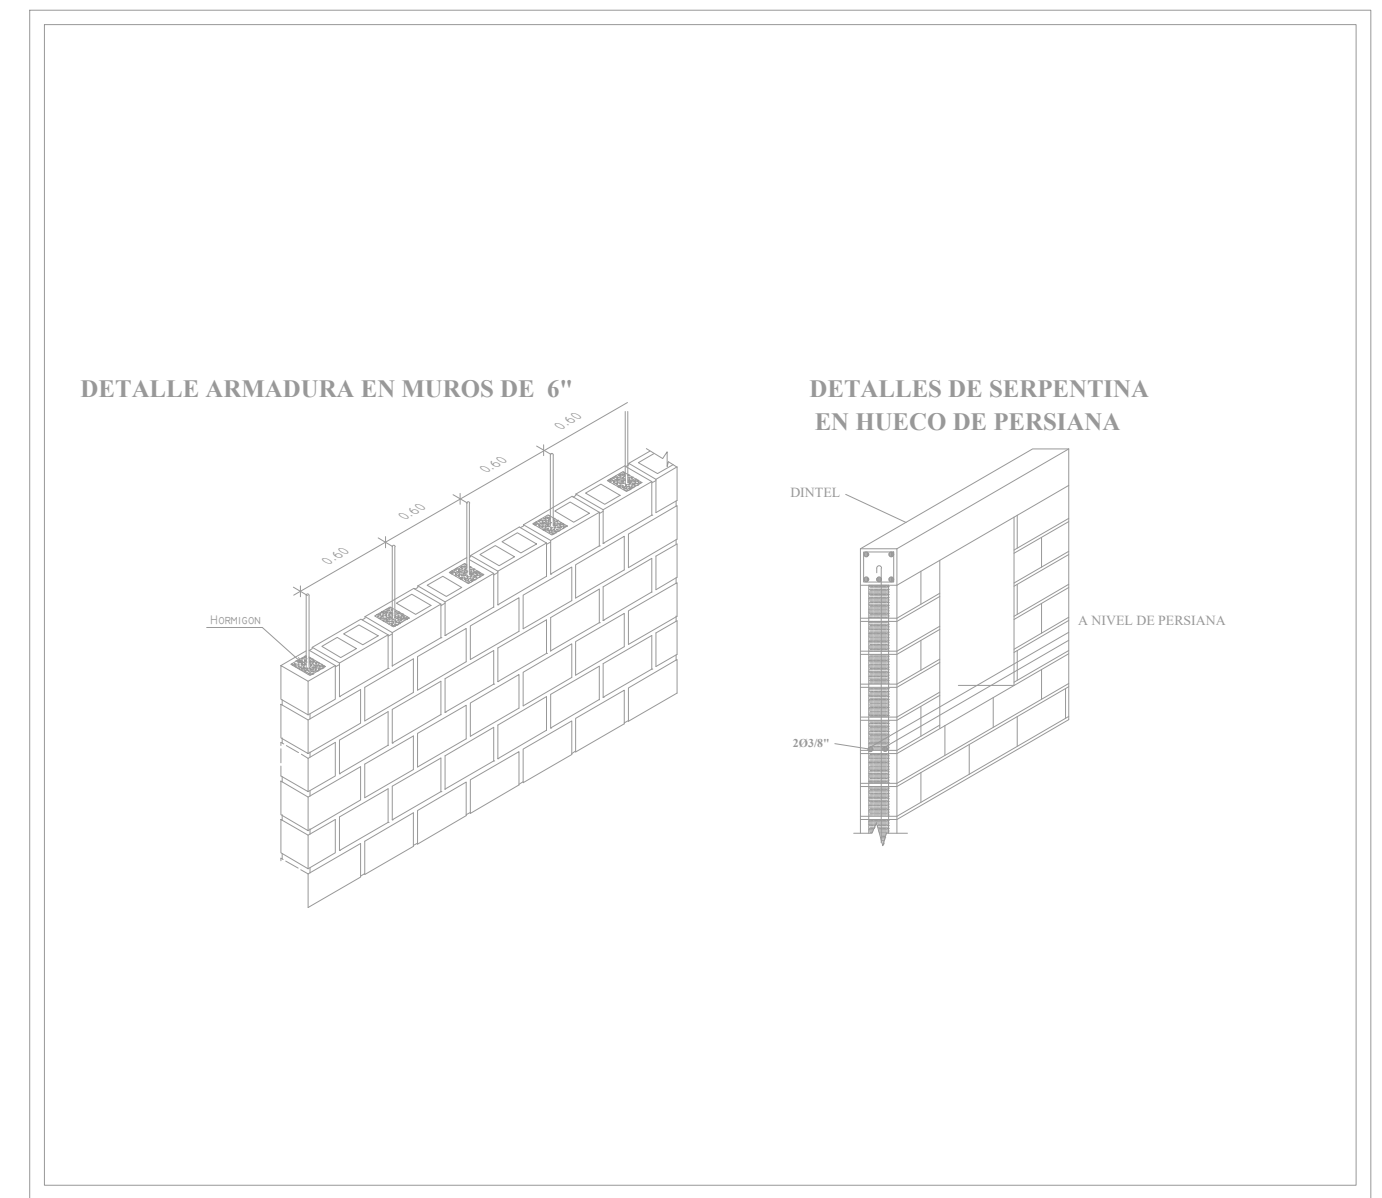 DETALLE ARMADURA EN MUROS DE 6"
0.60
0.60
0.60
0.60
HORMIGON
DETALLES DE SERPENTINA
EN HUECO DE PERSIANA
DINTEL
A NIVEL DE PERSIANA
2Ø3/8"